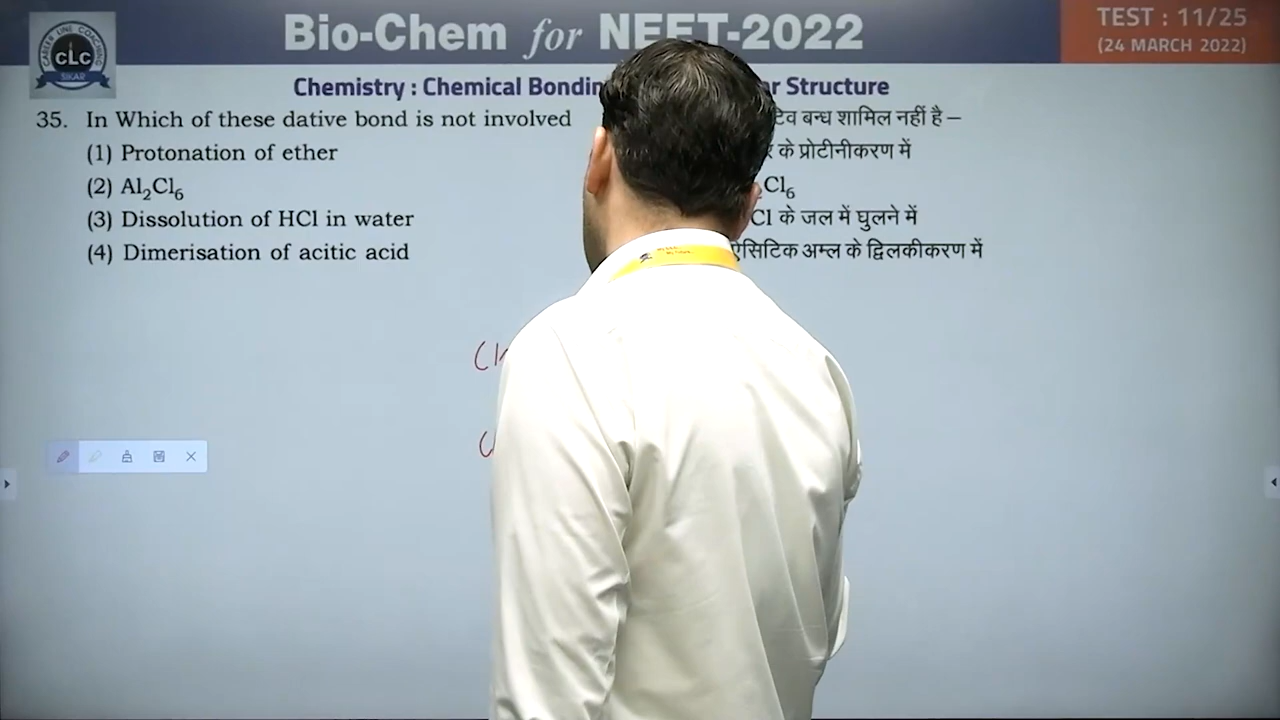 Bio-Chem for NEET-2022
TEST : 11/25
(24 MARCH 2022)
CAREER LINE COACHING
CLC
SIKAR
Chemistry : Chemical Structure
35. In Which of these dative bond is not involved
(1) Protonation of ether
(2) Al₂Cl₆
(3) Dissolution of HCl in water
(4) Dimerisation of acitic acid
बन्ध शामिल नहीं है –
के प्रोटीनीकरण में
Cl₆
के जल में घुलने में
ऐसिटिक अम्ल के द्विलकीकरण में